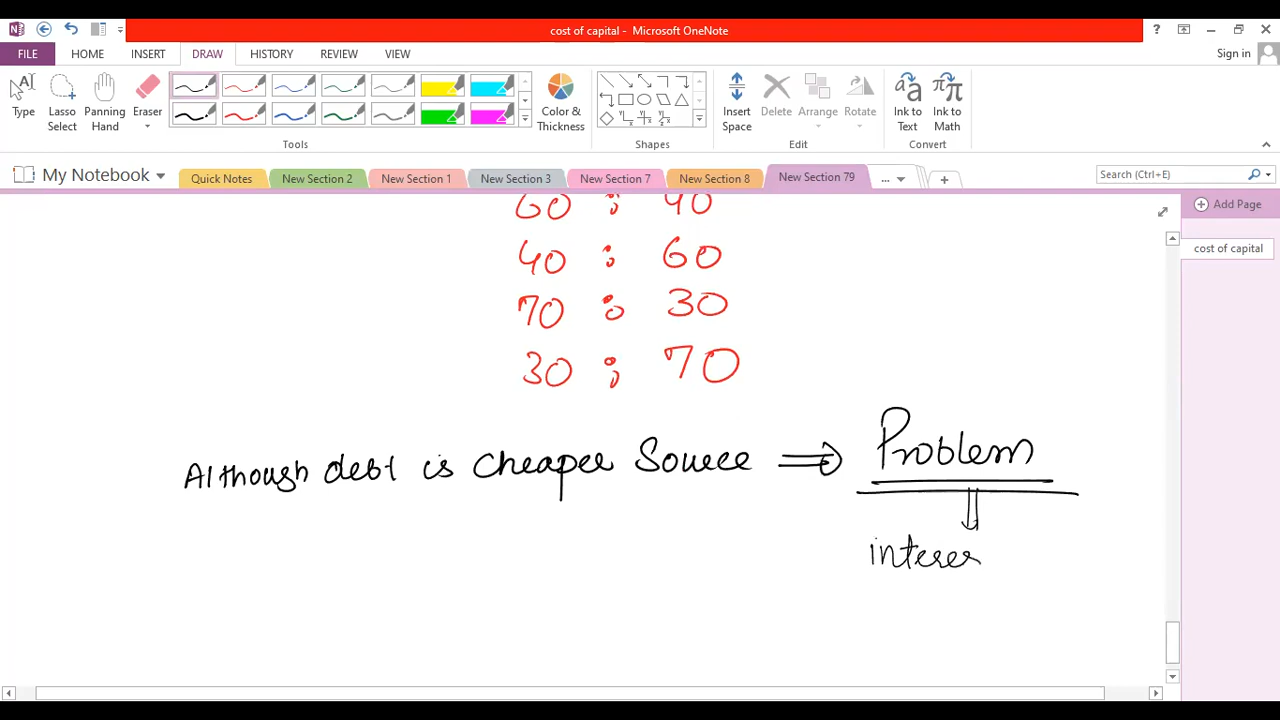 cost of capital - Microsoft OneNote
?
FILE HOME INSERT DRAW HISTORY REVIEW VIEW
Sign in
Type
Lasso Select
Panning Hand
Eraser
Color & Thickness
Insert Space
Delete
Arrange
Rotate
Ink to Text
Ink to Math
Tools
Shapes
Edit
Convert
My Notebook
Quick Notes New Section 2 New Section 1 New Section 3 New Section 7 New Section 8 New Section 79 ... +
Search (Ctrl+E)
Add Page
cost of capital
60 : 40
40 : 60
70 : 30
30 : 70
Although debt is cheaper source ⇒ Problem
interes